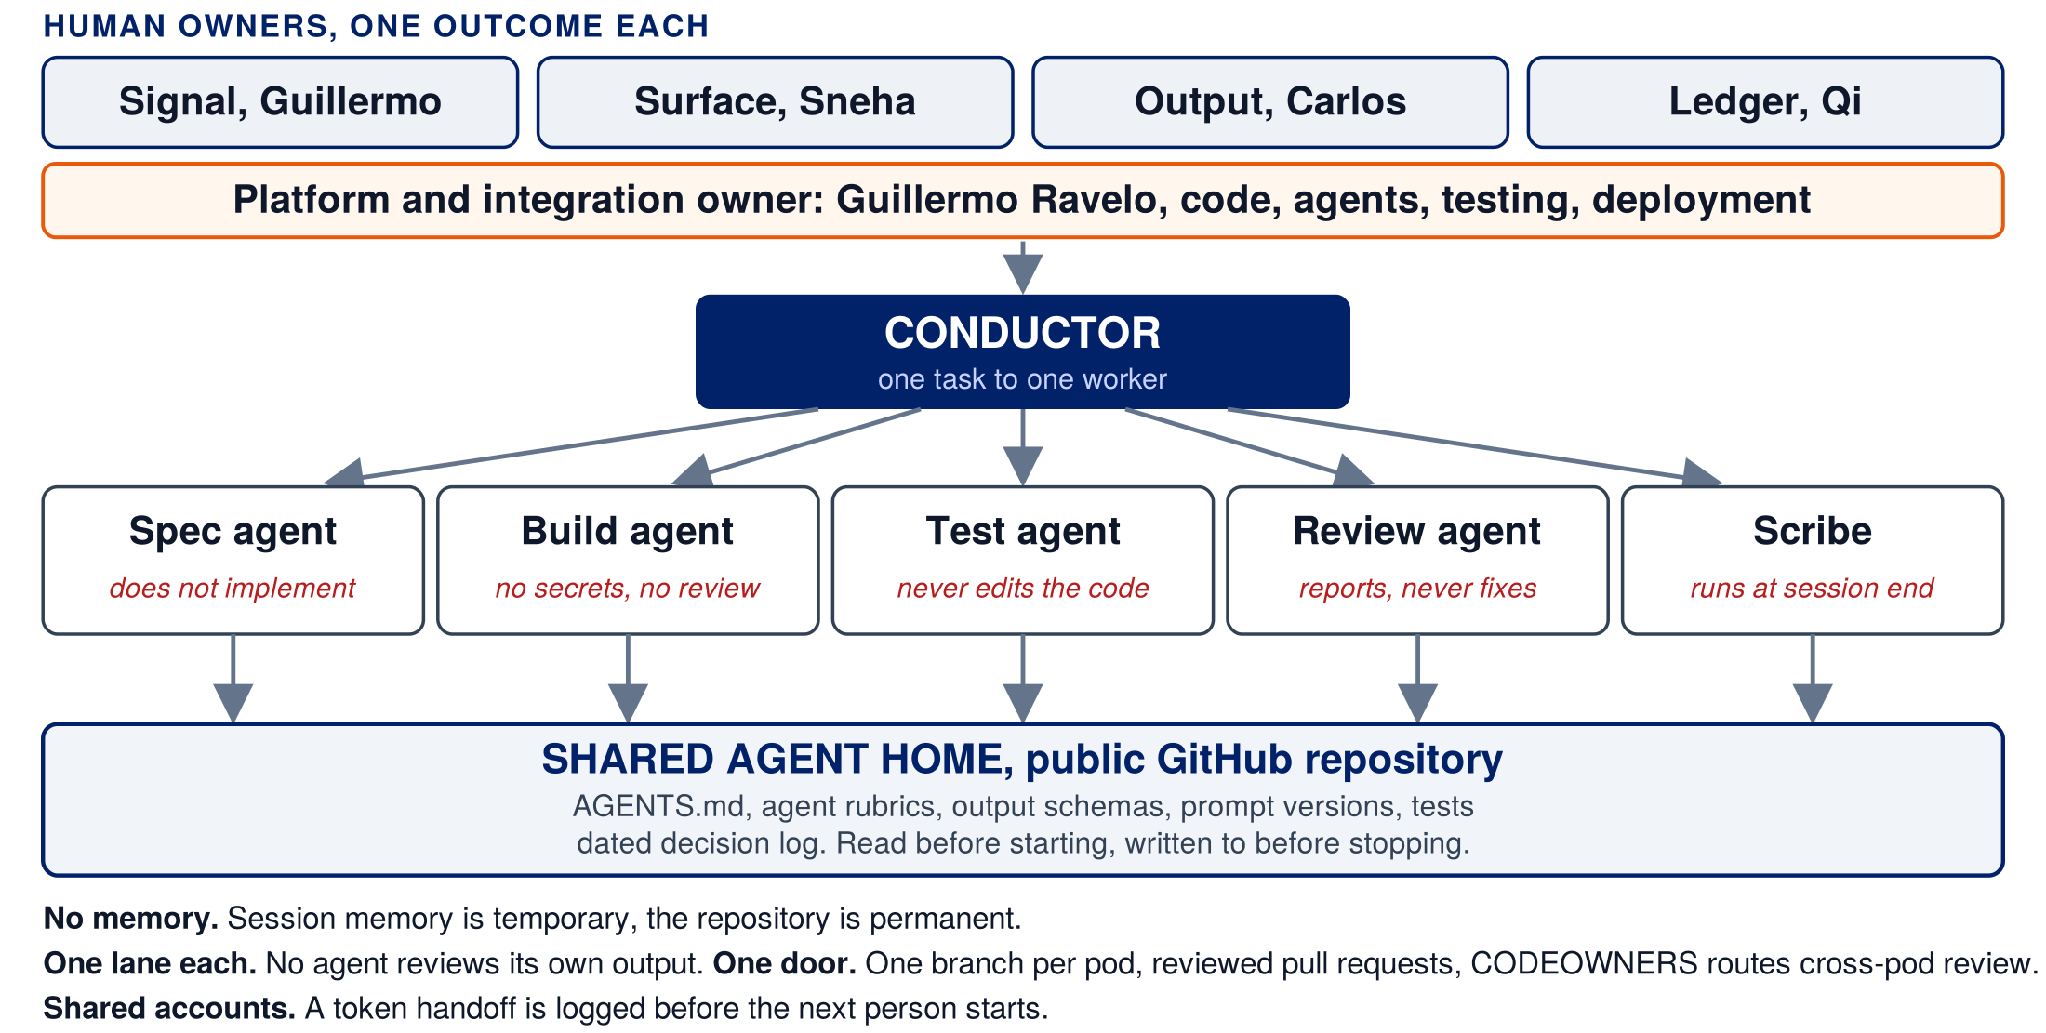 HUMAN OWNERS, ONE OUTCOME EACH
Signal, Guillermo
Surface, Sneha
Output, Carlos
Ledger, Qi
Platform and integration owner: Guillermo Ravelo, code, agents, testing, deployment
CONDUCTOR
one task to one worker
Spec agent
does not implement
Build agent
no secrets, no review
Test agent
never edits the code
Review agent
reports, never fixes
Scribe
runs at session end
SHARED AGENT HOME, public GitHub repository
AGENTS.md, agent rubrics, output schemas, prompt versions, tests
dated decision log. Read before starting, written to before stopping.
No memory. Session memory is temporary, the repository is permanent.
One lane each. No agent reviews its own output. One door. One branch per pod, reviewed pull requests, CODEOWNERS routes cross-pod review.
Shared accounts. A token handoff is logged before the next person starts.